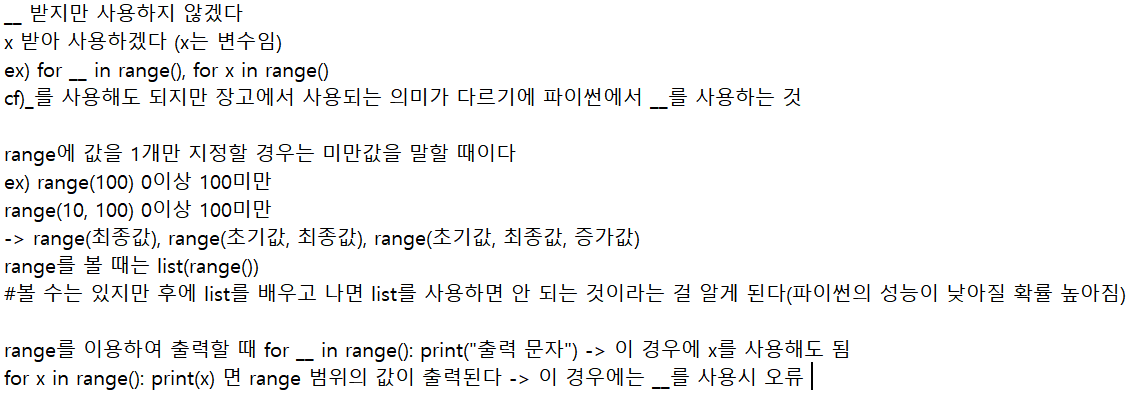 __ 받지만 사용하지 않겠다
x 받아 사용하겠다 (x는 변수임)
ex) for __ in range(), for x in range()
cf)_를 사용해도 되지만 장고에서 사용되는 의미가 다르기에 파이썬에서 __를 사용하는 것
range에 값을 1개만 지정할 경우는 미만값을 말할 때이다
ex) range(100) 0이상 100미만
range(10, 100) 0이상 100미만
-> range(최종값), range(초기값, 최종값), range(초기값, 최종값, 증가값)
range를 볼 때는 list(range())
#볼 수는 있지만 후에 list를 배우고 나면 list를 사용하면 안 되는 것이라는 걸 알게 된다(파이썬의 성능이 낮아질 확률 높아짐)
range를 이용하여 출력할 때 for __ in range(): print("출력 문자") -> 이 경우에 x를 사용해도 됨
for x in range(): print(x) 면 range 범위의 값이 출력된다 -> 이 경우에는 __를 사용시 오류